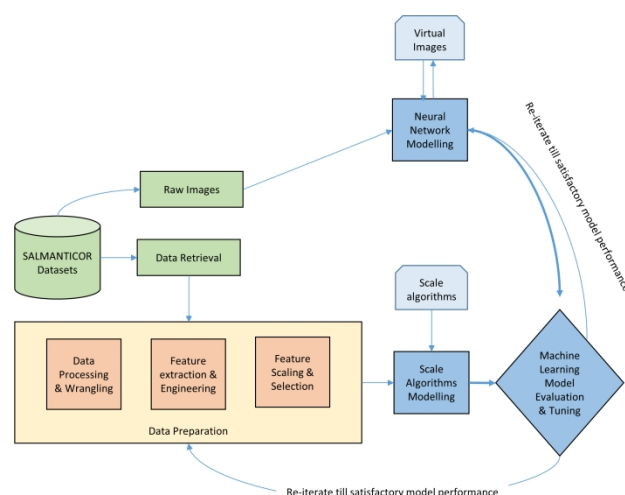 Virtual
Images
Neural
Network
Modelling
Re-iterate till satisfactory model performance
Raw Images
SALMANTICOR
Datasets
Data Retrieval
Scale
algorithms
Data
Processing
& Wrangling
Feature
extraction &
Engineering
Feature
Scaling &
Selection
Scale
Algorithms
Modelling
Machine
Learning
Model
Evaluation
& Tuning
Data Preparation
Re-iterate till satisfactory model performance